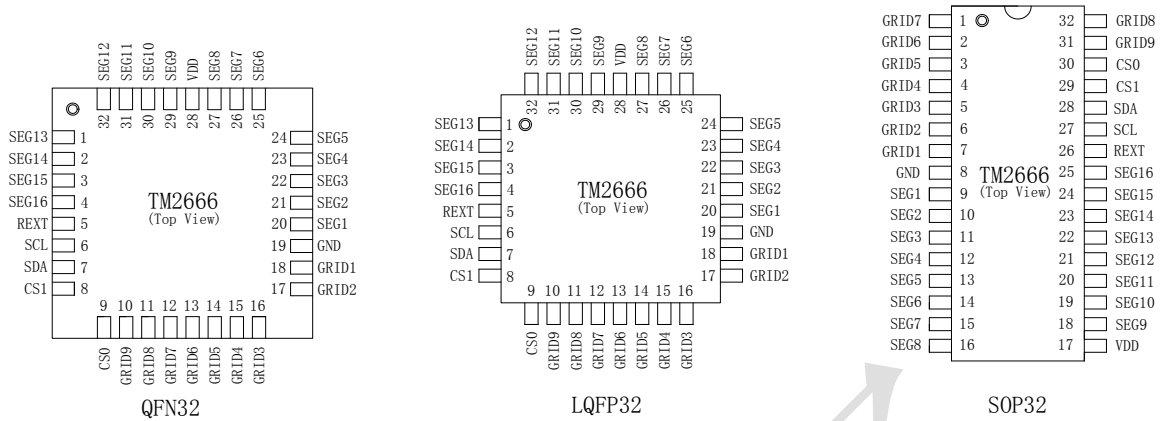 SEG12 SEG11 SEG10 SEG9 VDD SEG8 SEG7 SEG6
32 31 30 29 28 27 26 25
SEG13 1 24 SEG5
SEG14 2 23 SEG4
SEG15 3 22 SEG3
SEG16 4 21 SEG2
REXT 5 20 SEG1
SCL 6 19 GND
SDA 7 18 GRID1
CS1 8 17 GRID2
TM2666
(Top View)
9 10 11 12 13 14 15 16
CS0 GRID9 GRID8 GRID7 GRID6 GRID5 GRID4 GRID3
QFN32
SEG12 SEG11 SEG10 SEG9 VDD SEG8 SEG7 SEG6
32 31 30 29 28 27 26 25
SEG13 1 24 SEG5
SEG14 2 23 SEG4
SEG15 3 22 SEG3
SEG16 4 21 SEG2
REXT 5 20 SEG1
SCL 6 19 GND
SDA 7 18 GRID1
CS1 8 17 GRID2
TM2666
(Top View)
9 10 11 12 13 14 15 16
CS0 GRID9 GRID8 GRID7 GRID6 GRID5 GRID4 GRID3
LQFP32
GRID7 1 32 GRID8
GRID6 2 31 GRID9
GRID5 3 30 CS0
GRID4 4 29 CS1
GRID3 5 28 SDA
GRID2 6 27 SCL
GRID1 7 26 REXT
GND 8 25 SEG16
SEG1 9 24 SEG15
SEG2 10 23 SEG14
SEG3 11 22 SEG13
SEG4 12 21 SEG12
SEG5 13 20 SEG11
SEG6 14 19 SEG10
SEG7 15 18 SEG9
SEG8 16 17 VDD
TM2666
(Top View)
SOP32